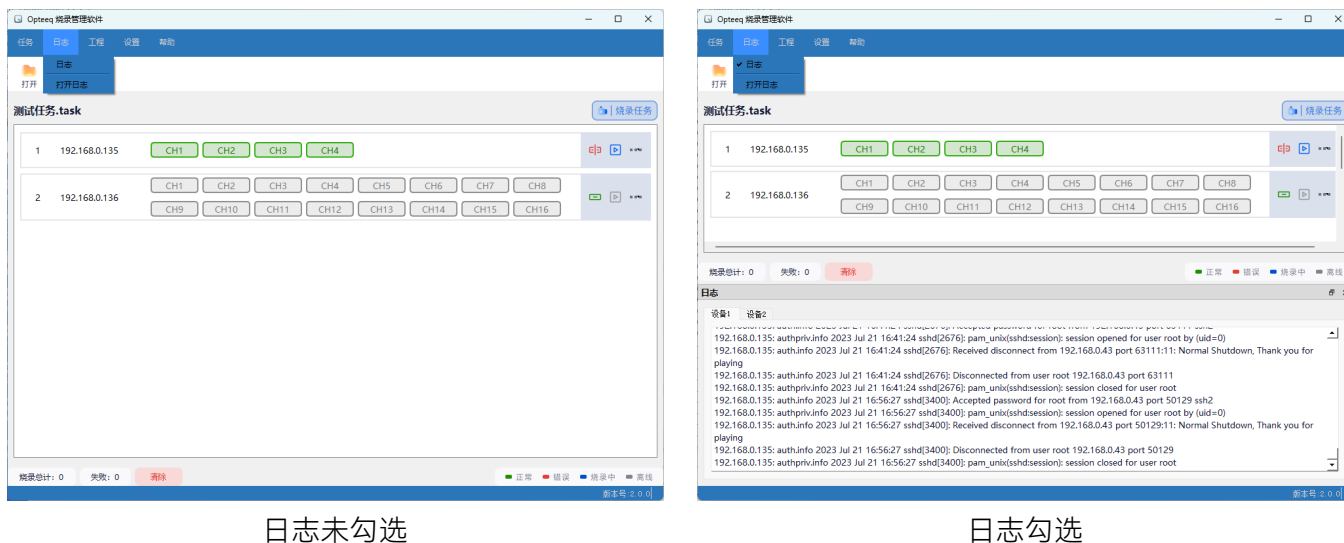 Opteeq 烧录管理软件
任务 日志 工程 设置 帮助
日志
打开 打开日志
测试任务.task 烧录任务
1 192.168.0.135 CH1 CH2 CH3 CH4
2 192.168.0.136 CH1 CH2 CH3 CH4 CH5 CH6 CH7 CH8
CH9 CH10 CH11 CH12 CH13 CH14 CH15 CH16
烧录总计: 0 失败: 0 清除 正常 错误 烧录中 离线
版本号:2.0.0
日志未勾选
Opteeq 烧录管理软件
任务 日志 工程 设置 帮助
日志
打开 打开日志
测试任务.task 烧录任务
1 192.168.0.135 CH1 CH2 CH3 CH4
2 192.168.0.136 CH1 CH2 CH3 CH4 CH5 CH6 CH7 CH8
CH9 CH10 CH11 CH12 CH13 CH14 CH15 CH16
烧录总计: 0 失败: 0 清除 正常 错误 烧录中 离线
日志
设备1 设备2
192.168.0.135: authpriv.info 2023 Jul 21 16:41:24 sshd[2676]: pam_unix(sshd:session): session opened for user root by (uid=0)
192.168.0.135: auth.info 2023 Jul 21 16:41:24 sshd[2676]: Received disconnect from 192.168.0.43 port 63111:11: Normal Shutdown, Thank you for
playing
192.168.0.135: auth.info 2023 Jul 21 16:41:24 sshd[2676]: Disconnected from user root 192.168.0.43 port 63111
192.168.0.135: authpriv.info 2023 Jul 21 16:41:24 sshd[2676]: pam_unix(sshd:session): session closed for user root
192.168.0.135: auth.info 2023 Jul 21 16:56:27 sshd[3400]: Accepted password for root from 192.168.0.43 port 50129 ssh2
192.168.0.135: authpriv.info 2023 Jul 21 16:56:27 sshd[3400]: pam_unix(sshd:session): session opened for user root by (uid=0)
192.168.0.135: auth.info 2023 Jul 21 16:56:27 sshd[3400]: Received disconnect from 192.168.0.43 port 50129:11: Normal Shutdown, Thank you for
playing
192.168.0.135: auth.info 2023 Jul 21 16:56:27 sshd[3400]: Disconnected from user root 192.168.0.43 port 50129
192.168.0.135: authpriv.info 2023 Jul 21 16:56:27 sshd[3400]: pam_unix(sshd:session): session closed for user root
版本号:2.0.0
日志勾选